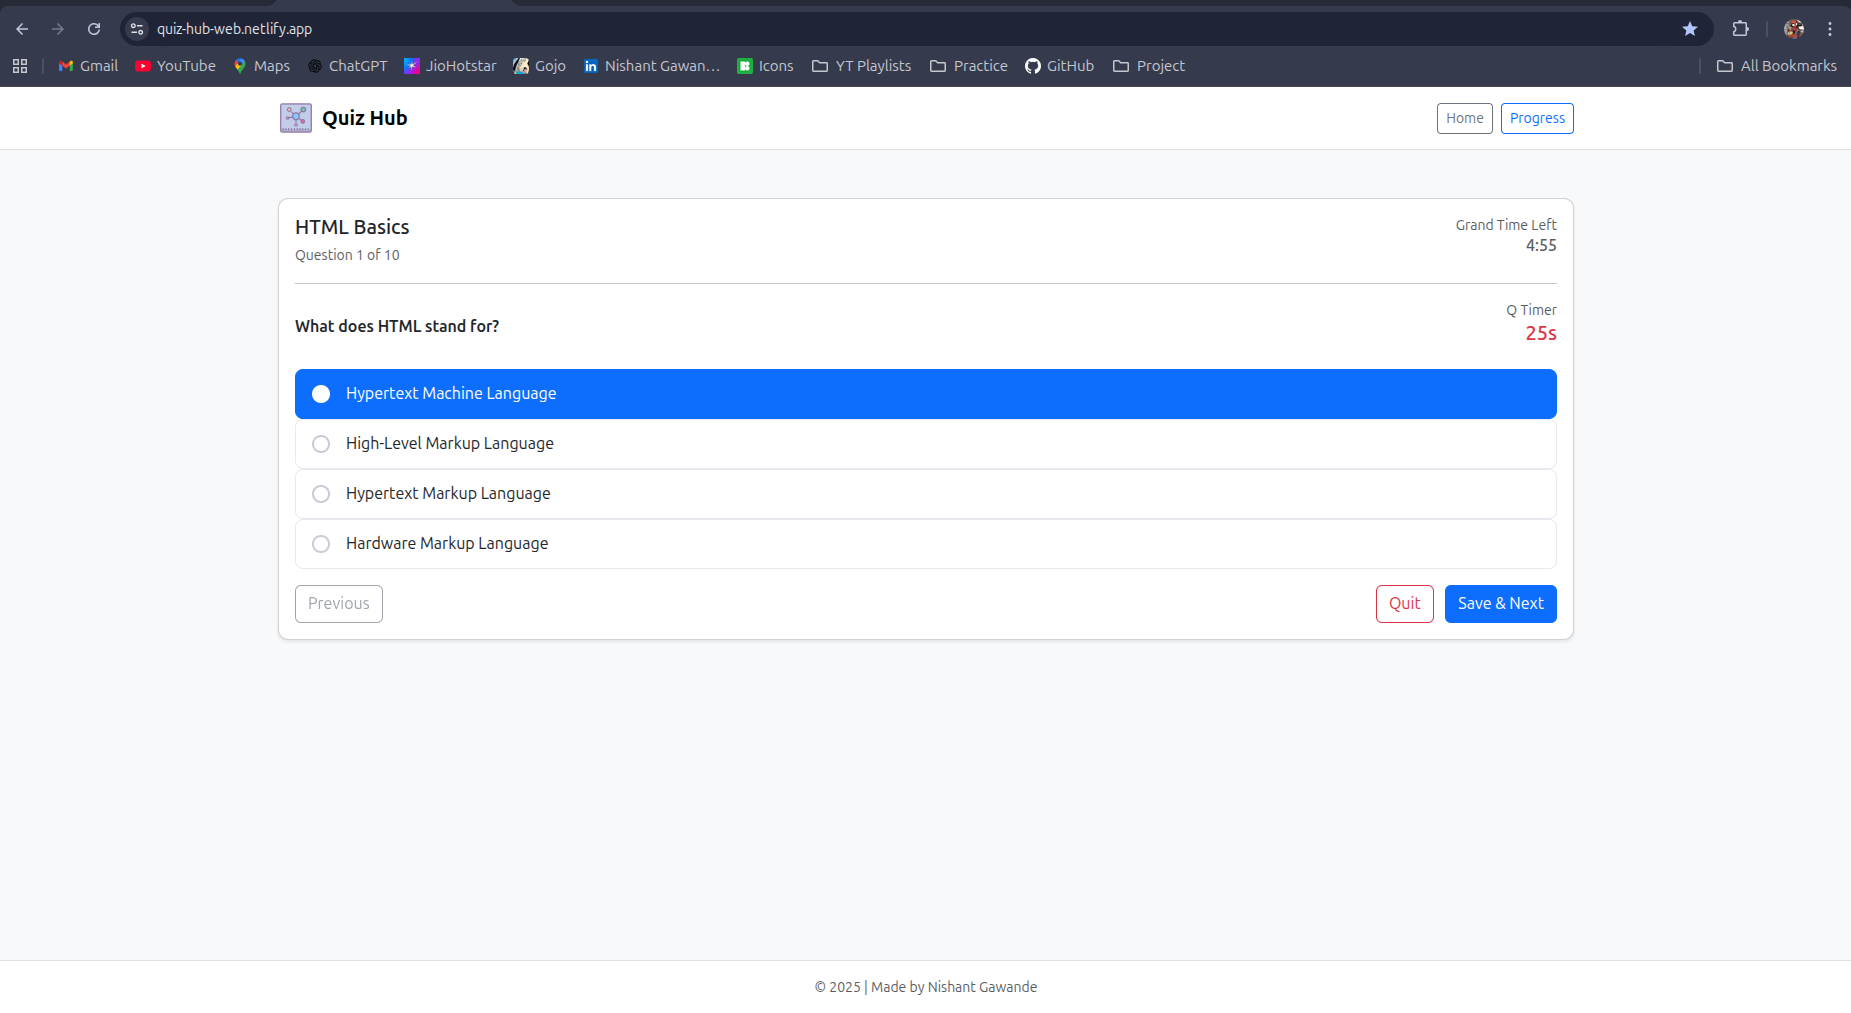 quiz-hub-web.netlify.app
Gmail YouTube Maps ChatGPT JioHotstar Gojo Nishant Gawan... Icons YT Playlists Practice GitHub Project All Bookmarks
Quiz Hub Home Progress
HTML Basics Grand Time Left
Question 1 of 10 4:55
Q Timer
What does HTML stand for? 25s
Hypertext Machine Language
High-Level Markup Language
Hypertext Markup Language
Hardware Markup Language
Previous Quit Save & Next
© 2025 | Made by Nishant Gawande